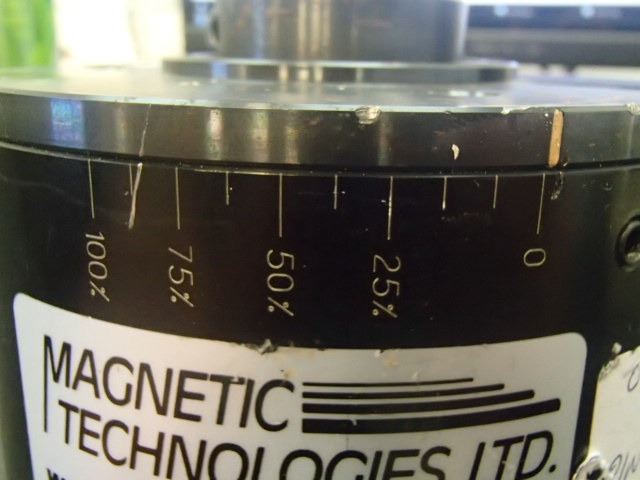 100% 75% 50% 25% 0
MAGNETIC
TECHNOLOGIES LTD.